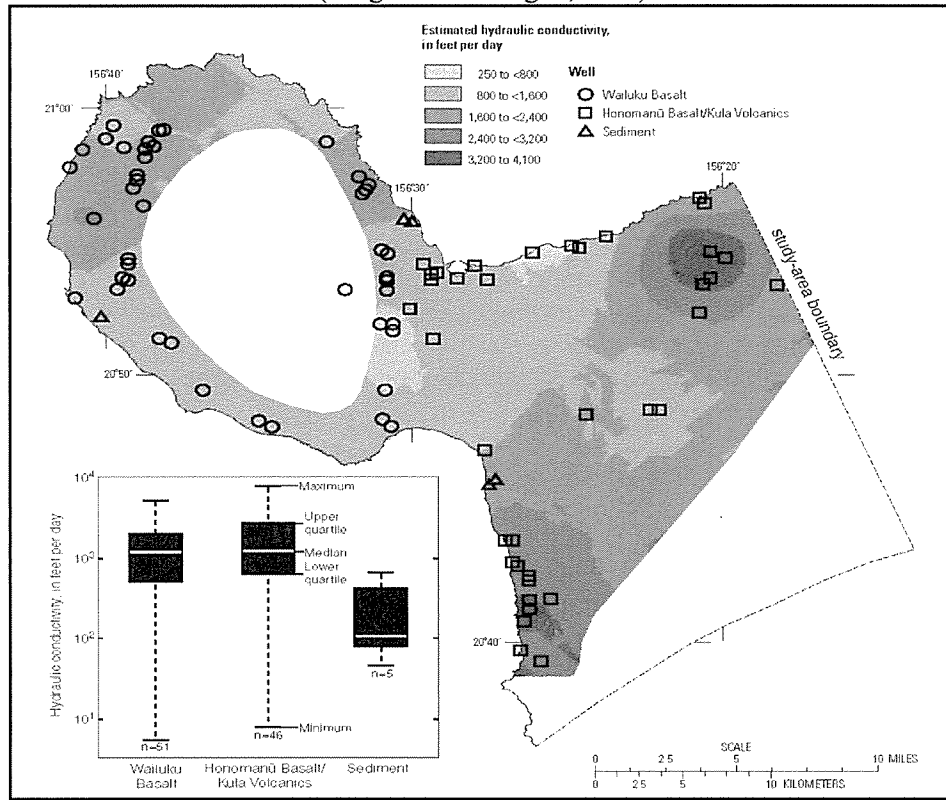 Estimated hydraulic conductivity,
in feet per day
250 to <800
800 to <1,600
1,600 to <2,400
2,400 to <3,200
3,200 to 4,100
Well
Wailuku Basalt
Honomanū Basalt/Kula Volcanics
Sediment
156°40'
21°00'
156°30'
156°20'
study-area boundary
20°50'
20°40'
Hydraulic conductivity, in feet per day
10⁴
10³
10²
10¹
Maximum
Upper
quartile
Median
Lower
quartile
Minimum
n=51
n=46
n=5
Wailuku
Basalt
Honomanū Basalt/
Kula Volcanics
Sediment
SCALE
0 2.5 5 10 MILES
0 2.5 5 10 KILOMETERS